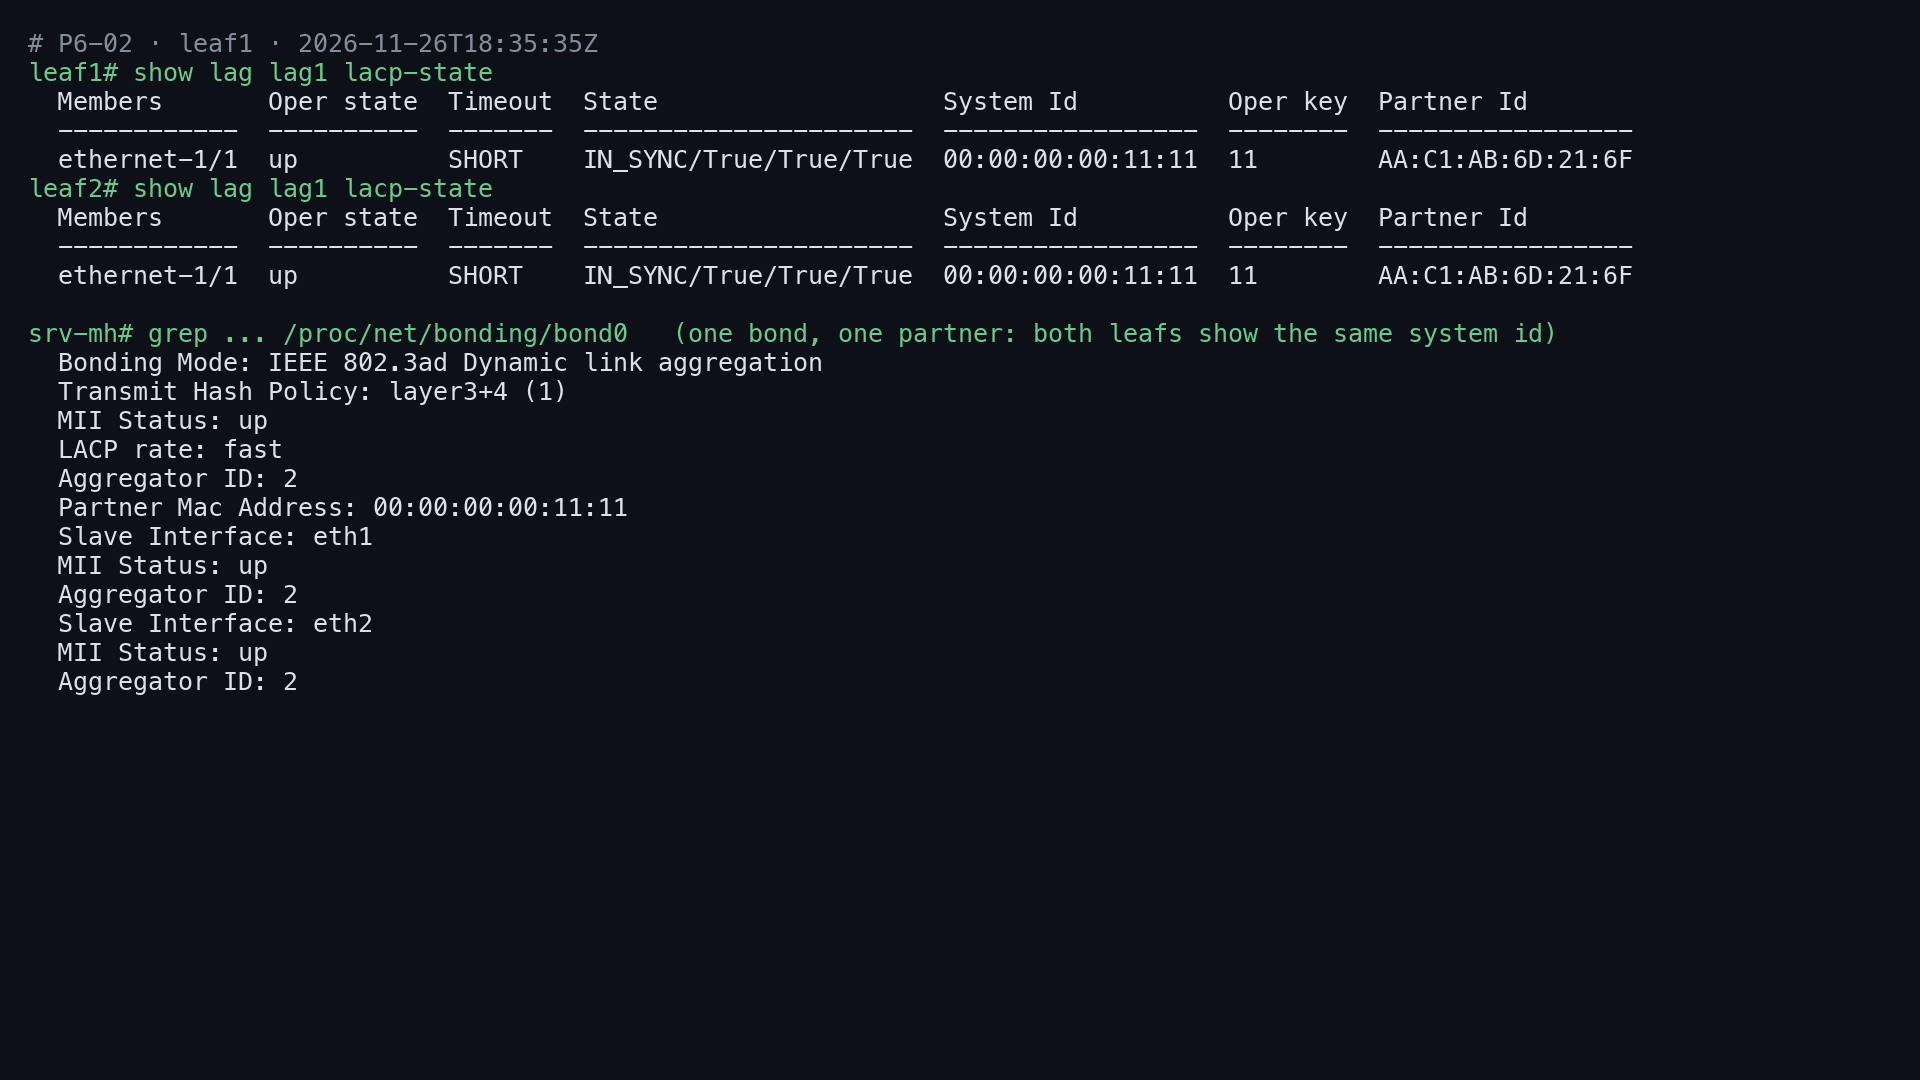 # P6-02 · leaf1 · 2026-11-26T18:35:35Z
leaf1# show lag lag1 lacp-state
  Members       Oper state  Timeout  State                   System Id          Oper key  Partner Id
  ------------  ----------  -------  ----------------------  -----------------  --------  -----------------
  ethernet-1/1  up          SHORT    IN_SYNC/True/True/True  00:00:00:00:11:11  11        AA:C1:AB:6D:21:6F
leaf2# show lag lag1 lacp-state
  Members       Oper state  Timeout  State                   System Id          Oper key  Partner Id
  ------------  ----------  -------  ----------------------  -----------------  --------  -----------------
  ethernet-1/1  up          SHORT    IN_SYNC/True/True/True  00:00:00:00:11:11  11        AA:C1:AB:6D:21:6F

srv-mh# grep ... /proc/net/bonding/bond0   (one bond, one partner: both leafs show the same system id)
  Bonding Mode: IEEE 802.3ad Dynamic link aggregation
  Transmit Hash Policy: layer3+4 (1)
  MII Status: up
  LACP rate: fast
  Aggregator ID: 2
  Partner Mac Address: 00:00:00:00:11:11
  Slave Interface: eth1
  MII Status: up
  Aggregator ID: 2
  Slave Interface: eth2
  MII Status: up
  Aggregator ID: 2